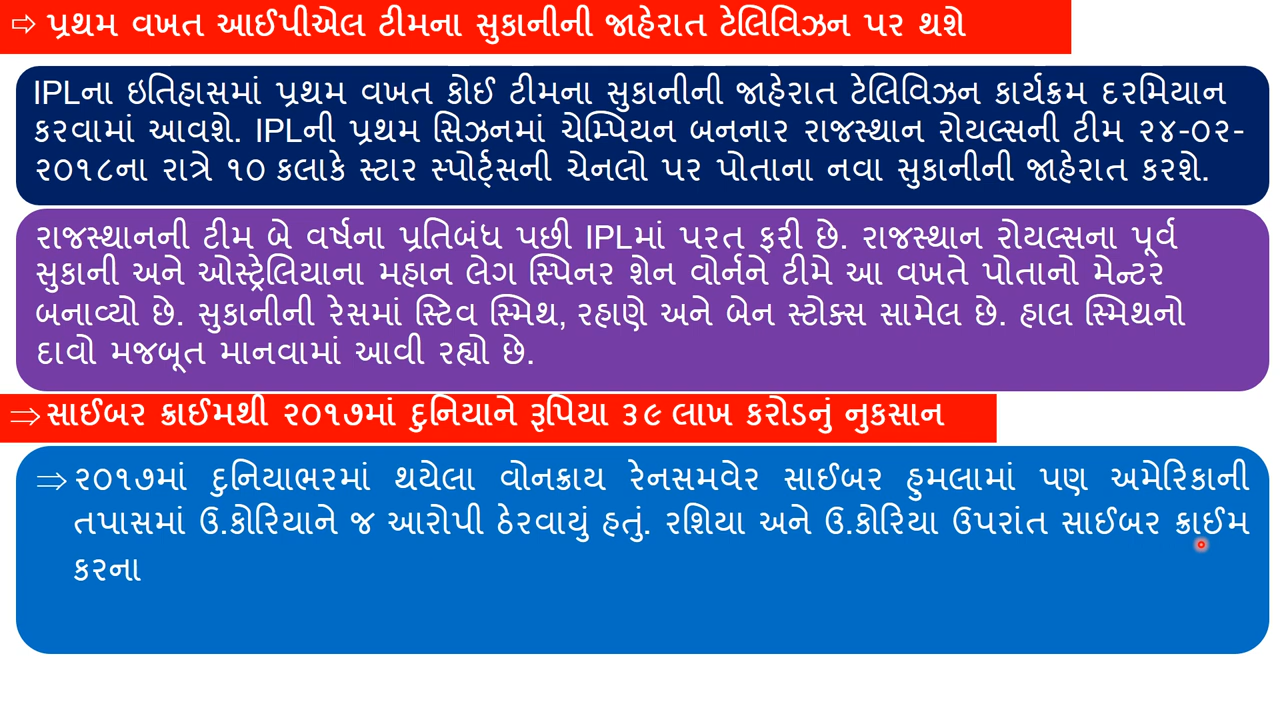 ⇨ પ્રથમ વખત આઈપીએલ ટીમના સુકાનીની જાહેરાત ટેલિવિઝન પર થશે
IPLના ઇતિહાસમાં પ્રથમ વખત કોઈ ટીમના સુકાનીની જાહેરાત ટેલિવિઝન કાર્યક્રમ દરમિયાન
કરવામાં આવશે. IPLની પ્રથમ સિઝનમાં ચેમ્પિયન બનનાર રાજસ્થાન રોયલ્સની ટીમ ૨૪-૦૨-
૨૦૧૮ના રાત્રે ૧૦ કલાકે સ્ટાર સ્પોર્ટ્સની ચેનલો પર પોતાના નવા સુકાનીની જાહેરાત કરશે.
રાજસ્થાનની ટીમ બે વર્ષના પ્રતિબંધ પછી IPLમાં પરત ફરી છે. રાજસ્થાન રોયલ્સના પૂર્વ
સુકાની અને ઓસ્ટ્રેલિયાના મહાન લેગ સ્પિનર શેન વોર્નને ટીમે આ વખતે પોતાનો મેન્ટર
બનાવ્યો છે. સુકાનીની રેસમાં સ્ટિવ સ્મિથ, રહાણે અને બેન સ્ટોક્સ સામેલ છે. હાલ સ્મિથનો
દાવો મજબૂત માનવામાં આવી રહ્યો છે.
⇒ સાઈબર ક્રાઈમથી ૨૦૧૭માં દુનિયાને રૂપિયા ૩૯ લાખ કરોડનું નુકસાન
⇒ ૨૦૧૭માં દુનિયાભરમાં થયેલા વોનક્રાય રેનસમવેર સાઈબર હુમલામાં પણ અમેરિકાની
તપાસમાં ઉ.કોરિયાને જ આરોપી ઠેરવાયું હતું. રશિયા અને ઉ.કોરિયા ઉપરાંત સાઈબર ક્રાઈમ
કરના